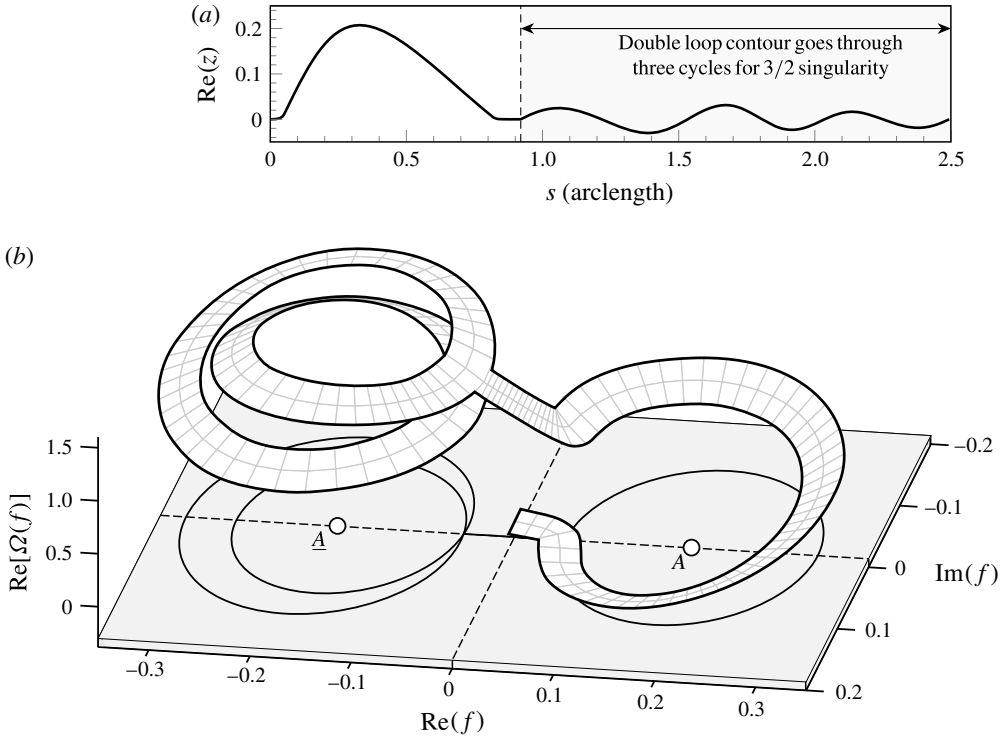 (a)
0.2
0.1
0
Re(z)
Double loop contour goes through
three cycles for 3/2 singularity
0 0.5 1.0 1.5 2.0 2.5
s (arclength)
(b)
1.5
1.0
0.5
0
Re[Ω(f)]
A
A
−0.2
−0.1
0
0.1
0.2
Im(f)
−0.3 −0.2 −0.1 0 0.1 0.2 0.3
Re(f)